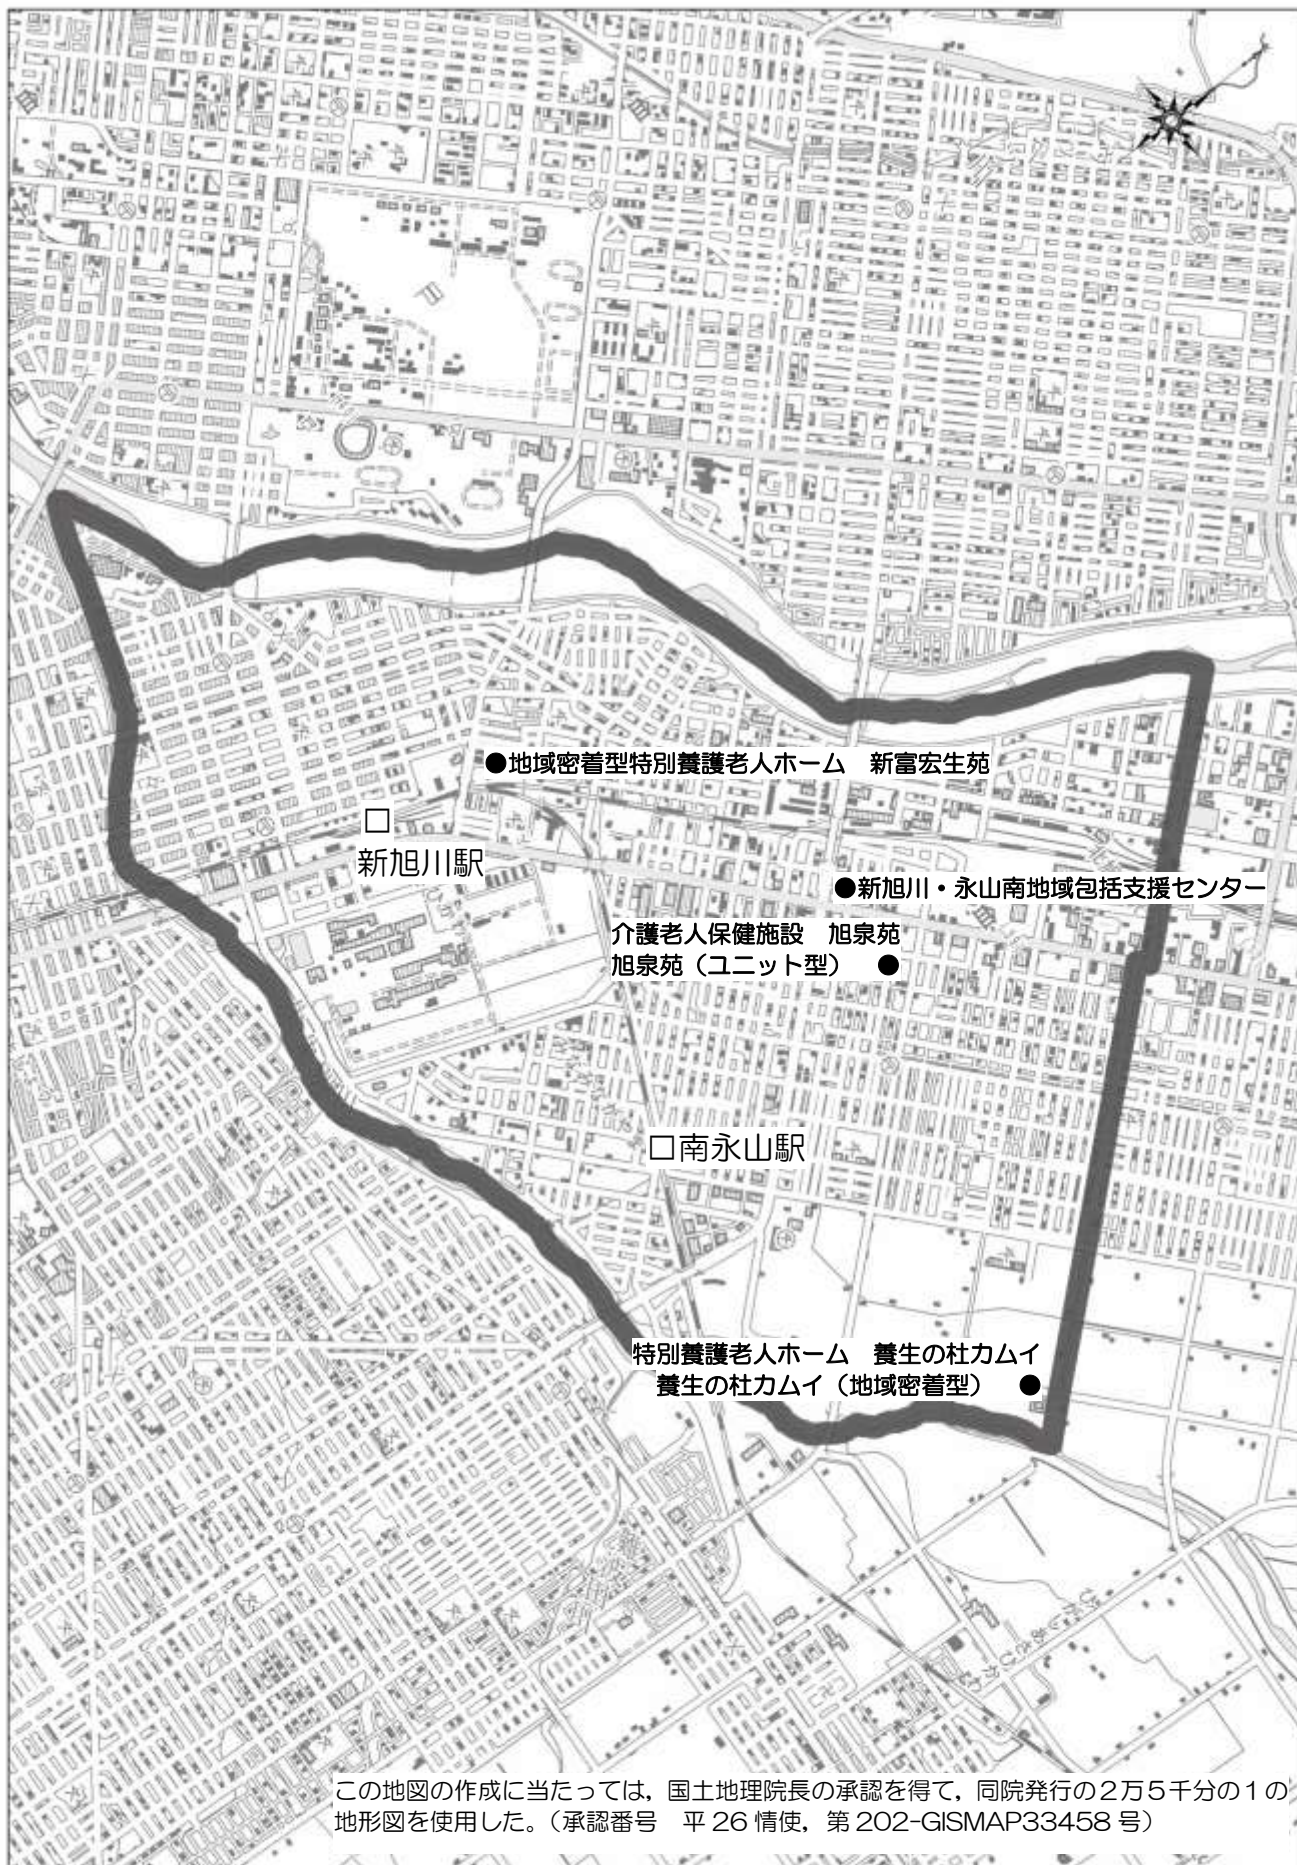 ●地域密着型特別養護老人ホーム　新富宏生苑
□
新旭川駅
●新旭川・永山南地域包括支援センター
介護老人保健施設　旭泉苑
旭泉苑（ユニット型）　●
□南永山駅
特別養護老人ホーム　養生の杜カムイ
養生の杜カムイ（地域密着型）　●
この地図の作成に当たっては，国土地理院長の承認を得て，同院発行の２万５千分の１の
地形図を使用した。（承認番号　平 26 情使，第 202-GISMAP33458 号）